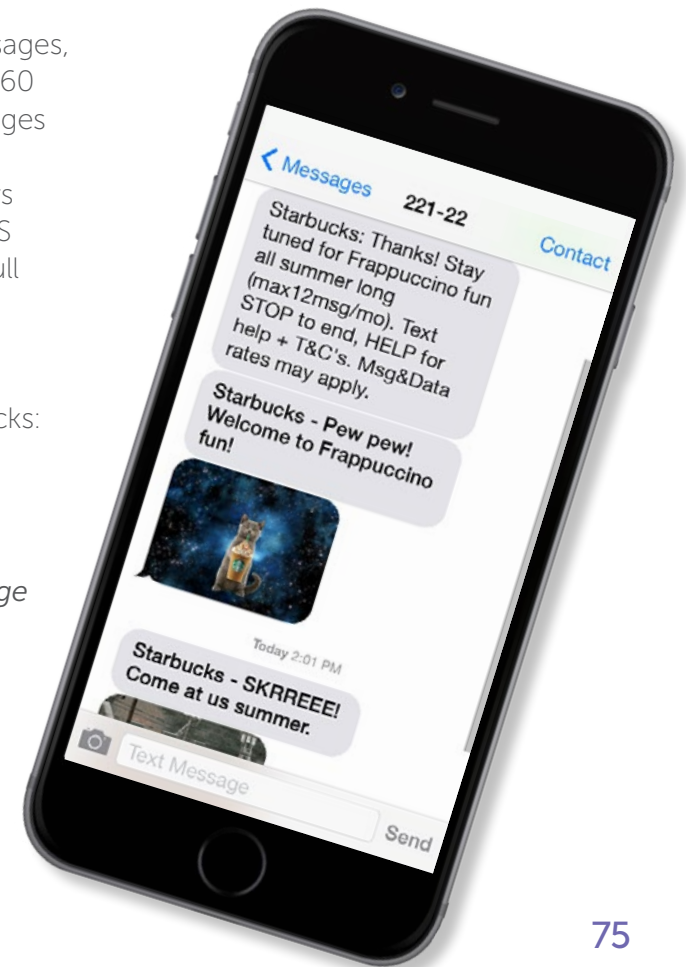 sages,
60
ges
rs
S
ull
cks:
ge
Messages
221-22
Contact
Starbucks: Thanks! Stay
tuned for Frappuccino fun
all summer long
(max12msg/mo). Text
STOP to end, HELP for
help + T&C's. Msg&Data
rates may apply.
Starbucks - Pew pew!
Welcome to Frappuccino
fun!
Today 2:01 PM
Starbucks - SKRREEE!
Come at us summer.
Text Message
Send
75